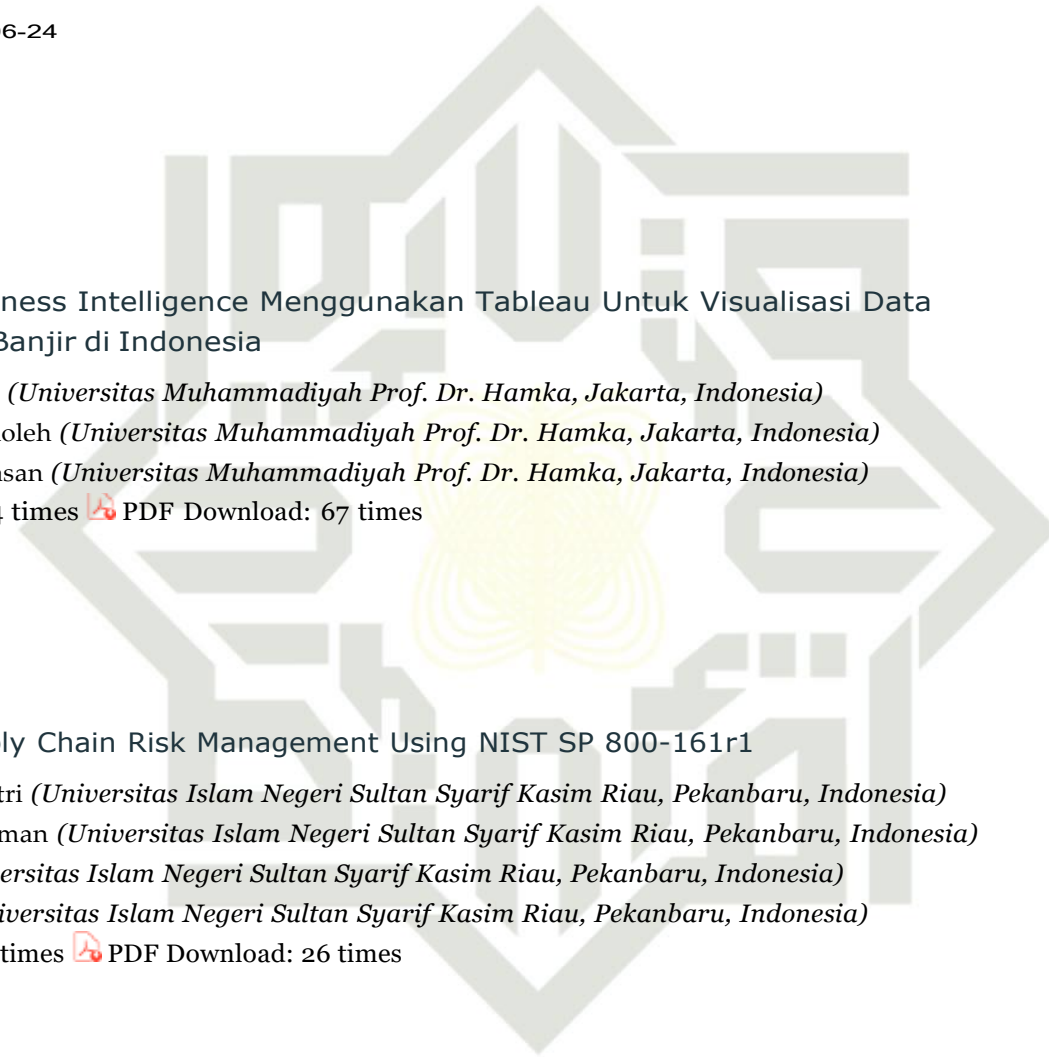 06-24
ness Intelligence Menggunakan Tableau Untuk Visualisasi Data
Banjir di Indonesia
(Universitas Muhammadiyah Prof. Dr. Hamka, Jakarta, Indonesia)
oleh (Universitas Muhammadiyah Prof. Dr. Hamka, Jakarta, Indonesia)
san (Universitas Muhammadiyah Prof. Dr. Hamka, Jakarta, Indonesia)
4 times PDF Download: 67 times
ly Chain Risk Management Using NIST SP 800-161r1
tri (Universitas Islam Negeri Sultan Syarif Kasim Riau, Pekanbaru, Indonesia)
man (Universitas Islam Negeri Sultan Syarif Kasim Riau, Pekanbaru, Indonesia)
ersitas Islam Negeri Sultan Syarif Kasim Riau, Pekanbaru, Indonesia)
iversitas Islam Negeri Sultan Syarif Kasim Riau, Pekanbaru, Indonesia)
times PDF Download: 26 times